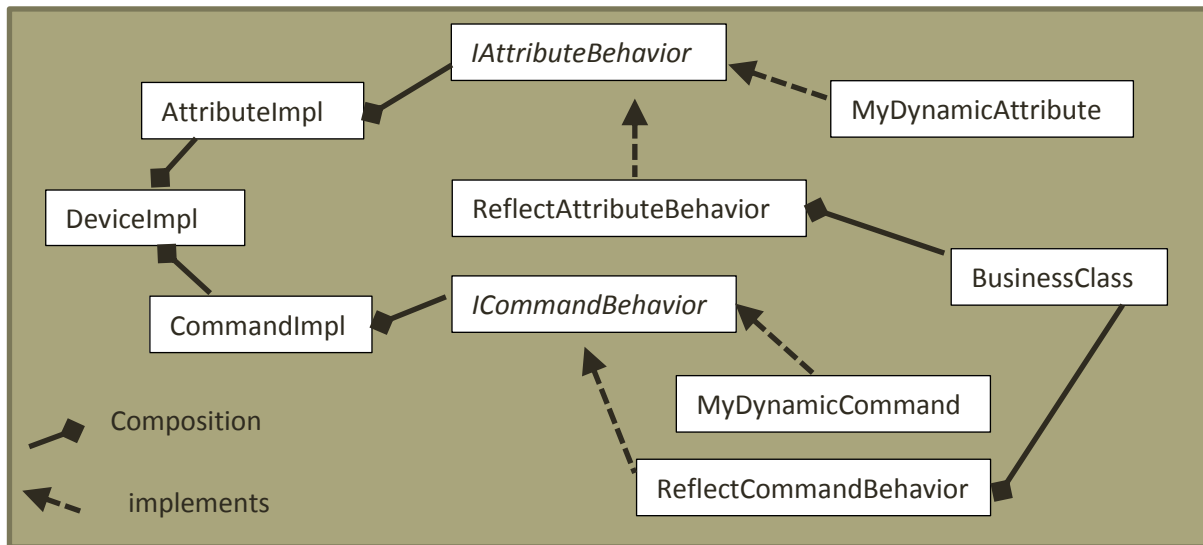 IAttributeBehavior
AttributeImpl
MyDynamicAttribute
DeviceImpl
ReflectAttributeBehavior
BusinessClass
ICommandBehavior
CommandImpl
MyDynamicCommand
Composition
ReflectCommandBehavior
implements